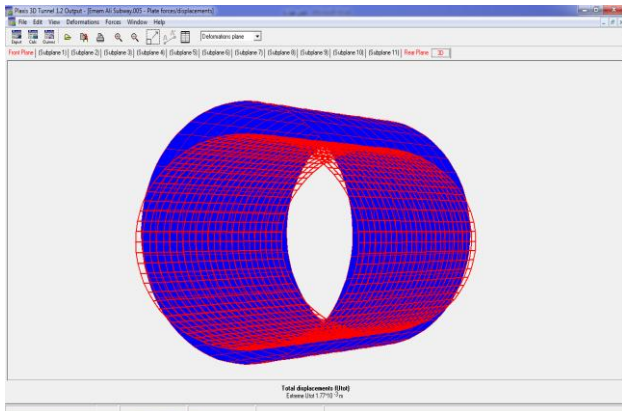 Plaxis 3D Tunnel 1.2 Output - [Imam Ali Subway.005 - Plate forces/displacements]
File Edit View Deformations Forces Window Help
Input Calc Curves Deformations plane
Front Plane (Subplane 1) (Subplane 2) (Subplane 3) (Subplane 4) (Subplane 5) (Subplane 6) (Subplane 7) (Subplane 8) (Subplane 9) (Subplane 10) (Subplane 11) Rear Plane 3D
Total displacements (Utot)
Extreme Utot 1.77*10⁻³ m